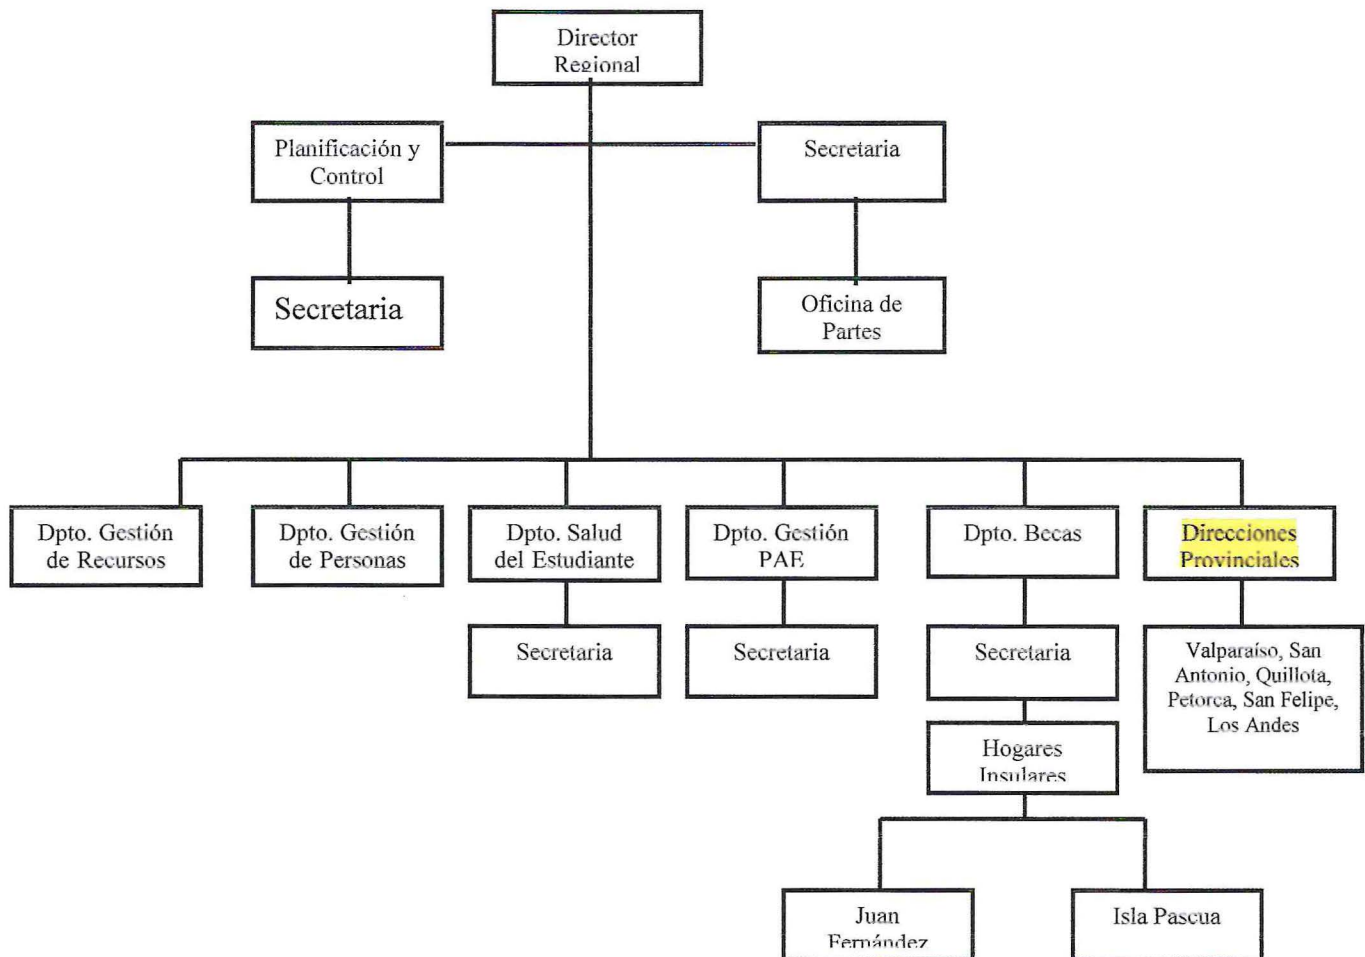 Director
Regional
Planificación y
Control
Secretaria
Secretaria
Oficina de
Partes
Dpto. Gestión
de Recursos
Dpto. Gestión
de Personas
Dpto. Salud
del Estudiante
Dpto. Gestión
PAE
Dpto. Becas
Direcciones
Provinciales
Secretaria
Secretaria
Secretaria
Valparaíso, San
Antonio, Quillota,
Petorca, San Felipe,
Los Andes
Hogares
Insulares
Juan
Fernández
Isla Pascua